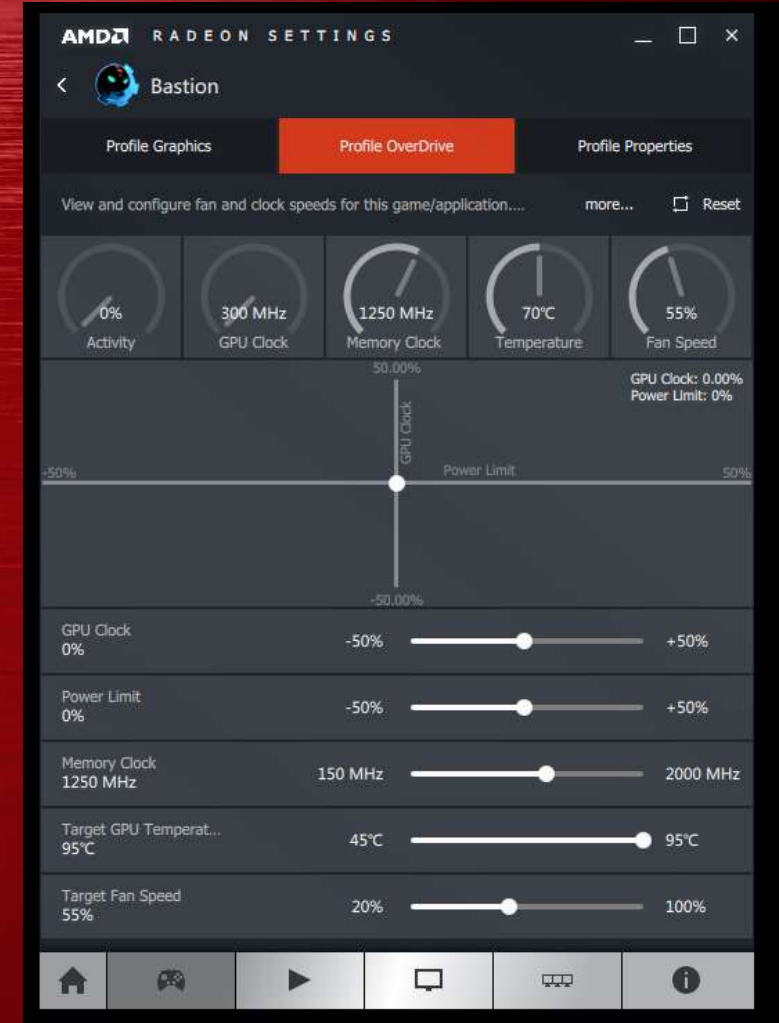 AMD RADEON SETTINGS
Bastion
Profile Graphics Profile OverDrive Profile Properties
View and configure fan and clock speeds for this game/application.... more... Reset
0% 300 MHz 1250 MHz 70°C 55%
Activity GPU Clock Memory Clock Temperature Fan Speed
50.00%
GPU Clock: 0.00%
Power Limit: 0%
GPU Clock
-50% Power Limit 50%
-50.00%
GPU Clock
0% -50% +50%
Power Limit
0% -50% +50%
Memory Clock
1250 MHz 150 MHz 2000 MHz
Target GPU Temperat...
95°C 45°C 95°C
Target Fan Speed
55% 20% 100%